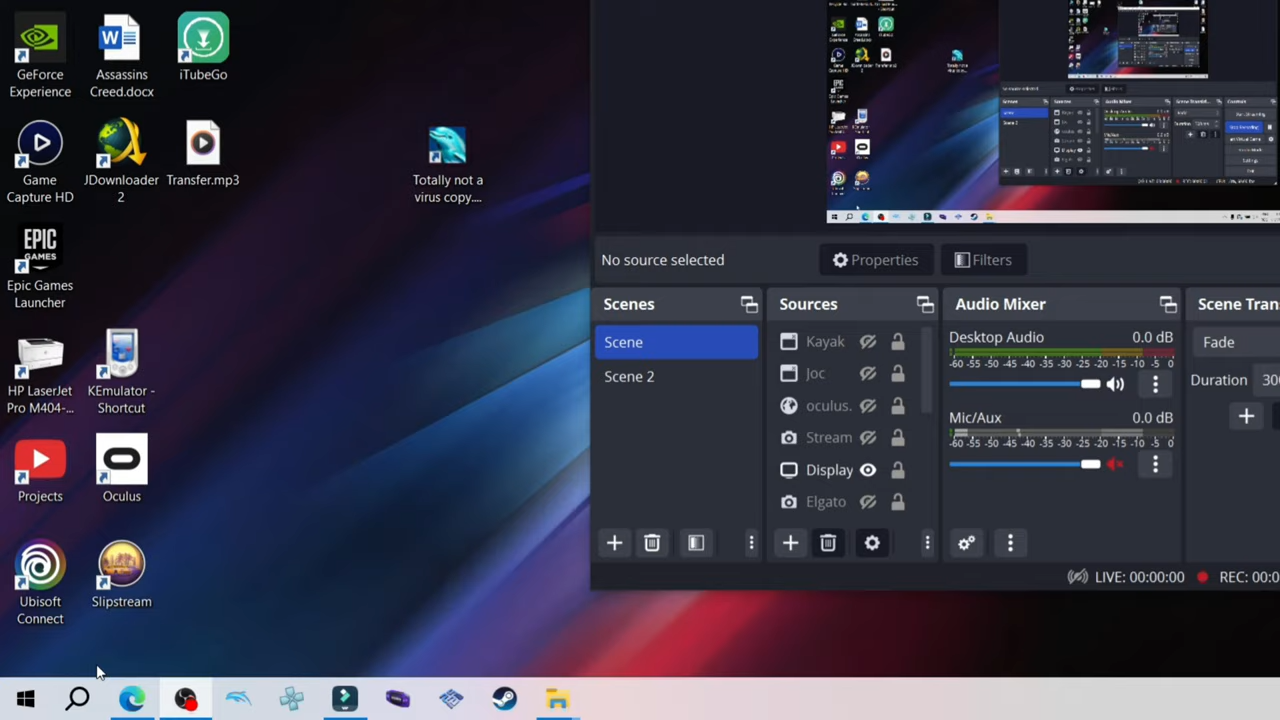 GeForce
Experience
Assassins
Creed.docx
iTubeGo
Game
Capture HD
JDownloader
2
Transfer.mp3
Totally not a
virus copy....
EPIC
GAMES
Epic Games
Launcher
HP LaserJet
Pro M404-...
KEmulator -
Shortcut
Projects
Oculus
Ubisoft
Connect
Slipstream
No source selected
Properties
Filters
Scenes
Scene
Scene 2
Sources
Kayak
Joc
oculus.
Stream
Display
Elgato
Audio Mixer
Desktop Audio
0.0 dB
-60 -55 -50 -45 -40 -35 -30 -25 -20 -15 -10 -5 0
Mic/Aux
0.0 dB
-60 -55 -50 -45 -40 -35 -30 -25 -20 -15 -10 -5 0
Scene Tran
Fade
Duration
30
LIVE: 00:00:00
REC: 00:0